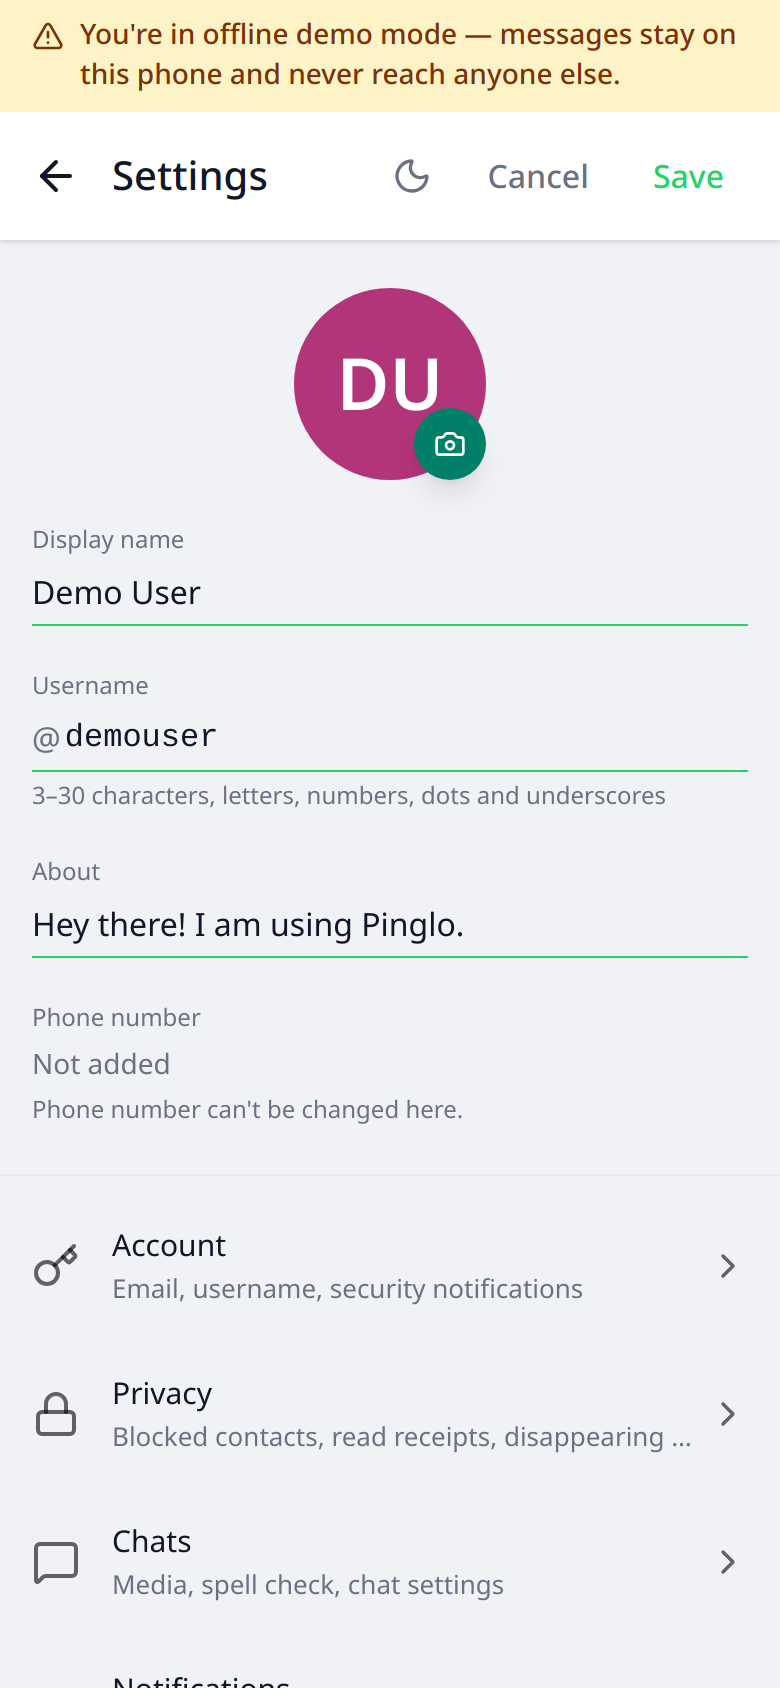 You're in offline demo mode — messages stay on
this phone and never reach anyone else.
Settings
Cancel
Save
DU
Display name
Demo User
Username
@demouser
3–30 characters, letters, numbers, dots and underscores
About
Hey there! I am using Pinglo.
Phone number
Not added
Phone number can't be changed here.
Account
Email, username, security notifications
Privacy
Blocked contacts, read receipts, disappearing ...
Chats
Media, spell check, chat settings
Notifications